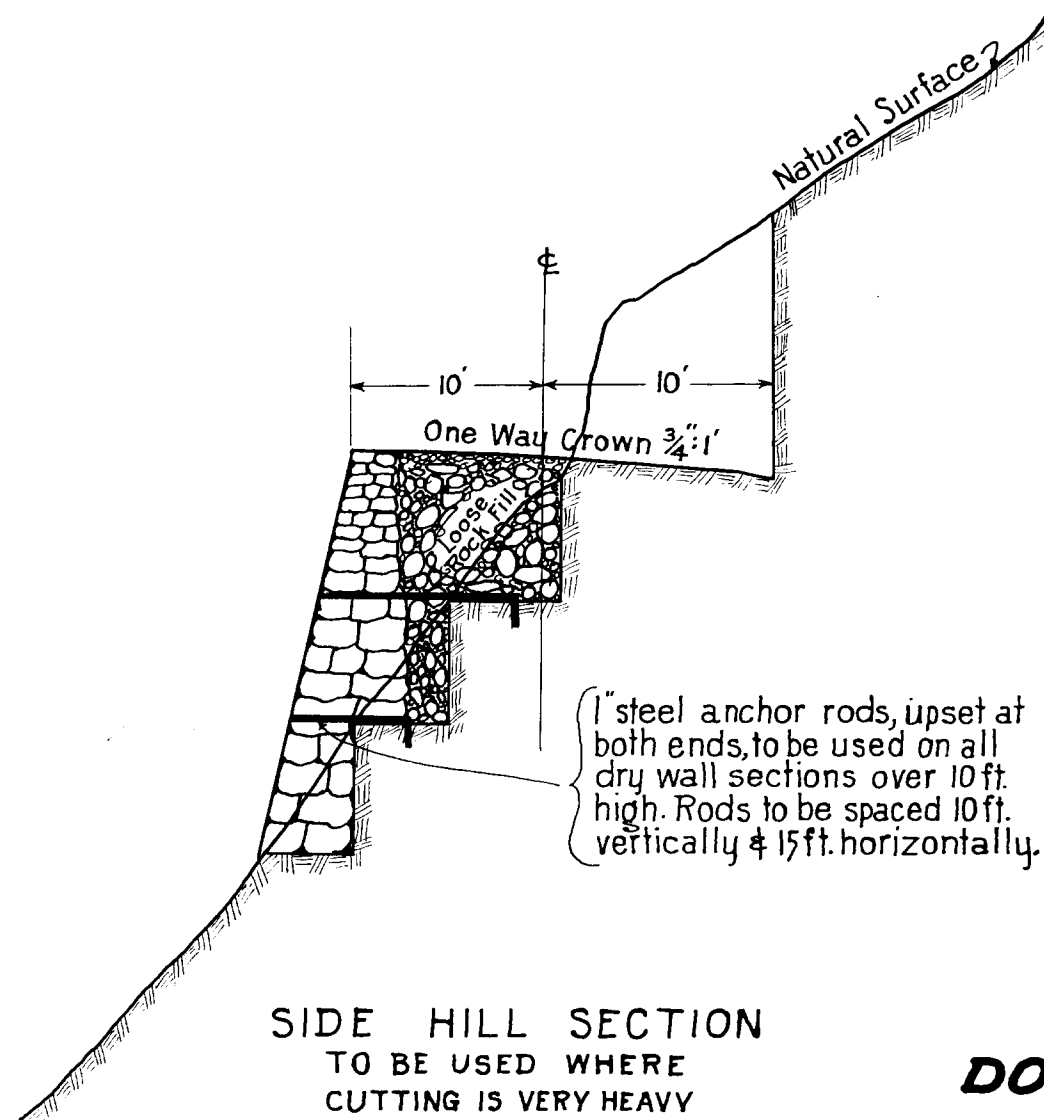 Natural Surface
℄
10' 10'
One Way Crown ¾":1'
Loose
Rock Fill
1" steel anchor rods, upset at
both ends, to be used on all
dry wall sections over 10 ft.
high. Rods to be spaced 10 ft.
vertically & 15 ft. horizontally.
SIDE HILL SECTION
TO BE USED WHERE
CUTTING IS VERY HEAVY
DO